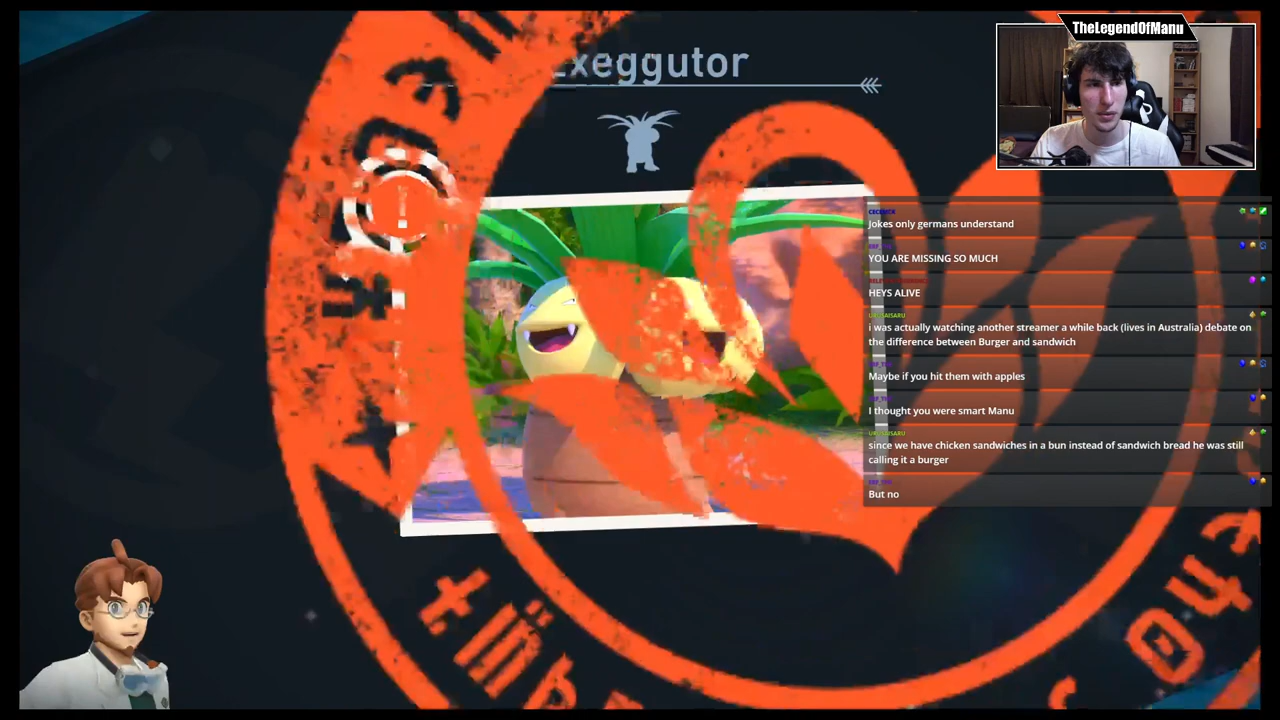 TheLegendOfManu
Exeggutor
Jokes only germans understand
YOU ARE MISSING SO MUCH
HEYS ALIVE
i was actually watching another streamer a while back (lives in Australia) debate on
the difference between Burger and sandwich
Maybe if you hit them with apples
I thought you were smart Manu
since we have chicken sandwiches in a bun instead of sandwich bread he was still
calling it a burger
But no